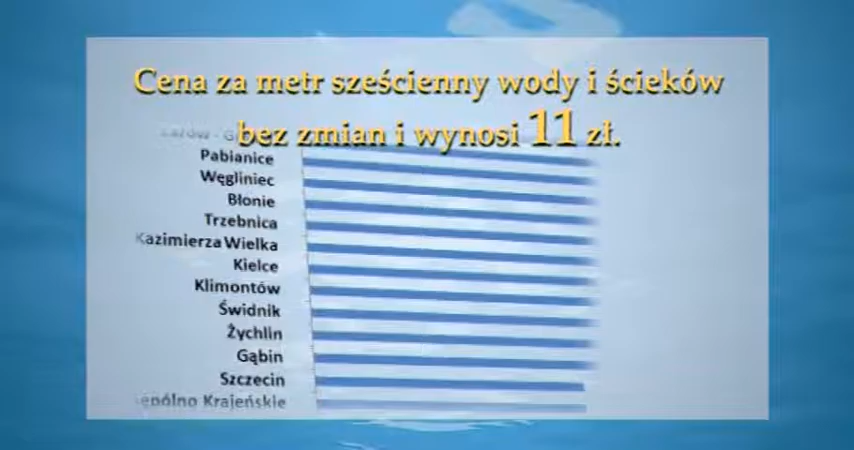 Cena za metr sześcienny wody i ścieków
bez zmian i wynosi 11 zł.
Pabianice
Węgliniec
Błonie
Trzebnica
Kazimierza Wielka
Kielce
Klimontów
Świdnik
Żychlin
Gąbin
Szczecin
Krajeńskie